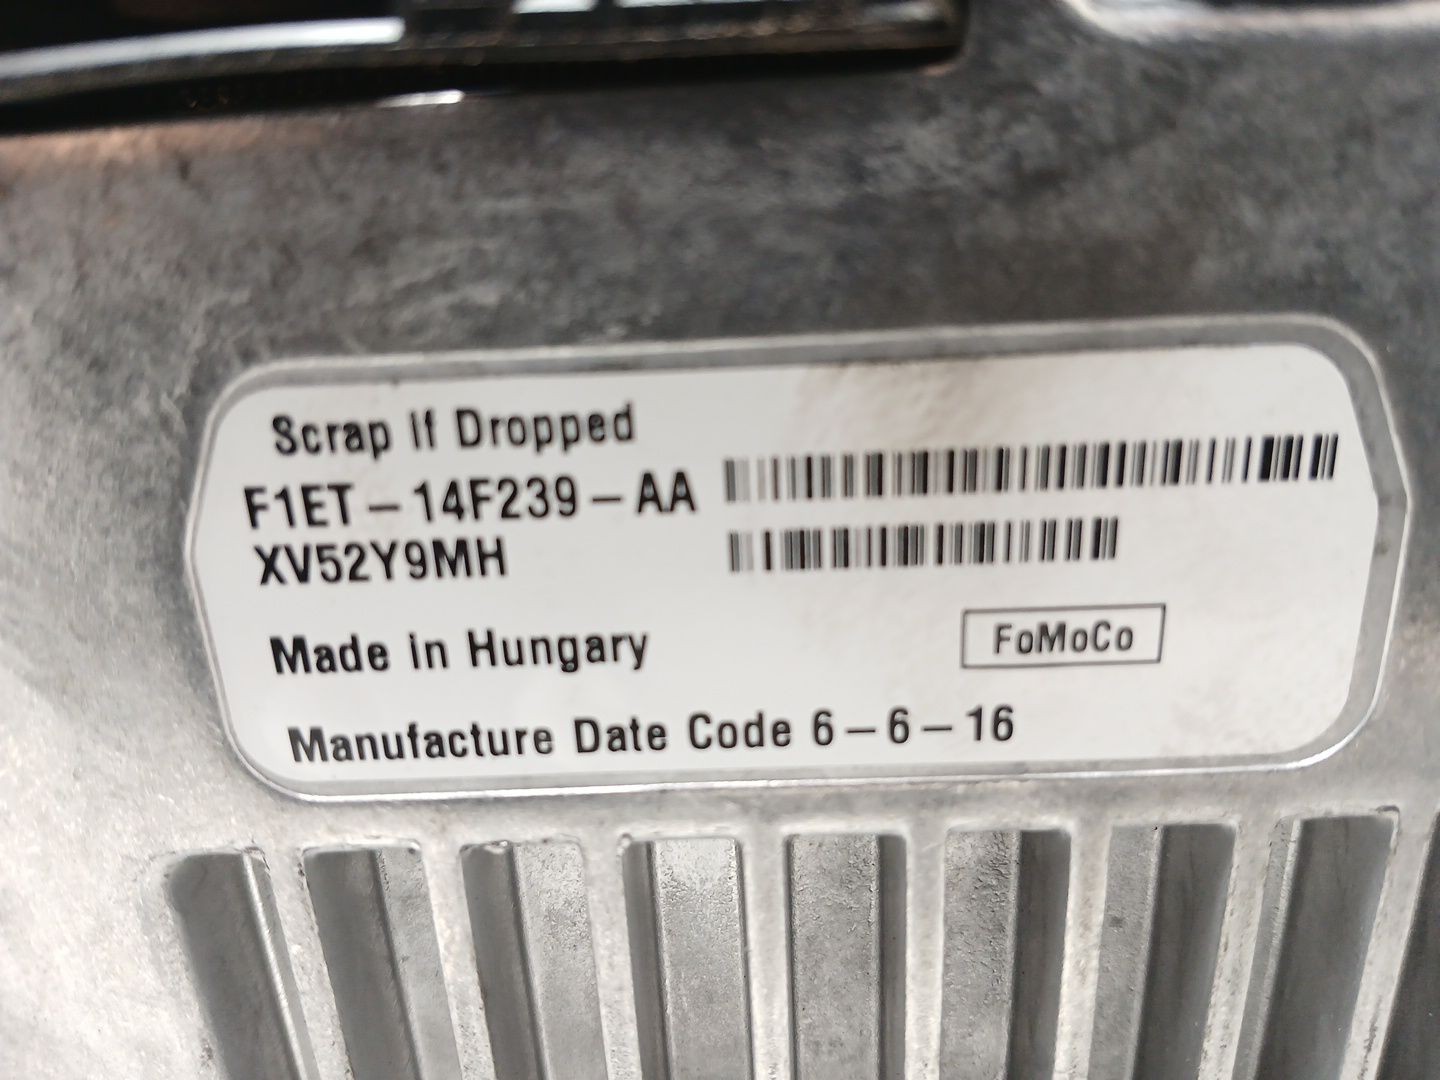 Scrap If Dropped
F1ET-14F239-AA
XV52Y9MH
Made in Hungary
FoMoCo
Manufacture Date Code 6-6-16